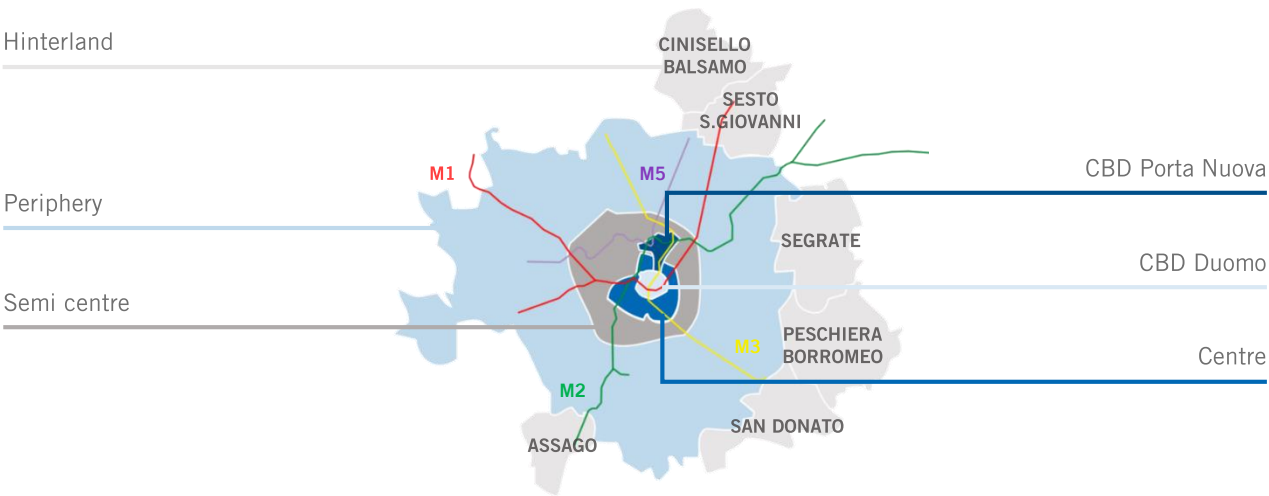 Hinterland
CINISELLO
BALSAMO
SESTO
S.GIOVANNI
M1
M5
CBD Porta Nova
Periphery
SEGRATE
CBD Duomo
Semi centre
PESCHIERA
BORROMEO
M3
Centre
M2
SAN DONATO
ASSAGO